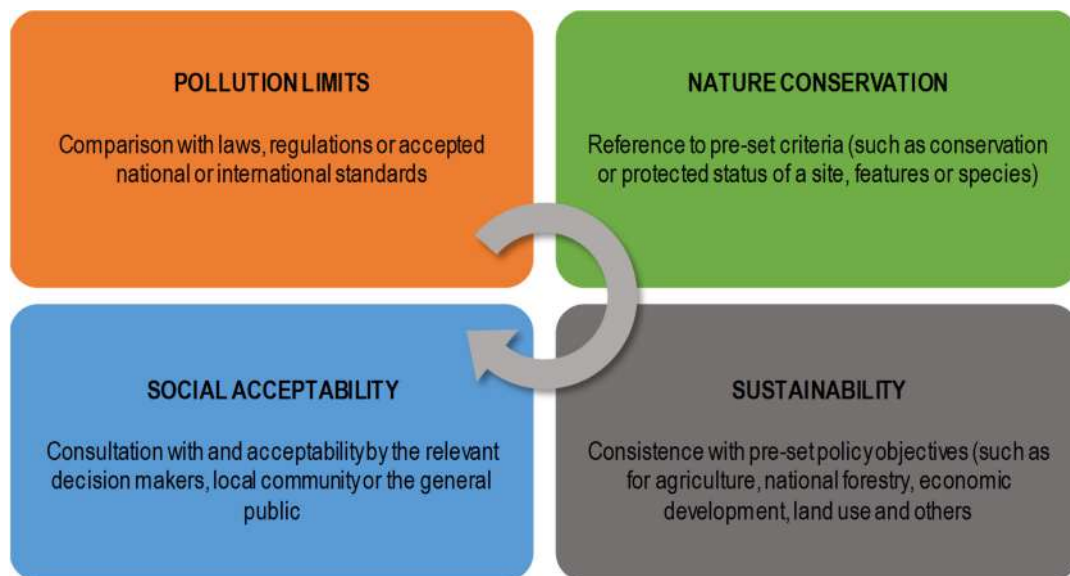 POLLUTION LIMITS
Comparison with laws, regulations or accepted
national or international standards
NATURE CONSERVATION
Reference to pre-set criteria (such as conservation
or protected status of a site, features or species)
SOCIAL ACCEPTABILITY
Consultation with and acceptability by the relevant
decision makers, local community or the general
public
SUSTAINABILITY
Consistence with pre-set policy objectives (such as
for agriculture, national forestry, economic
development, land use and others